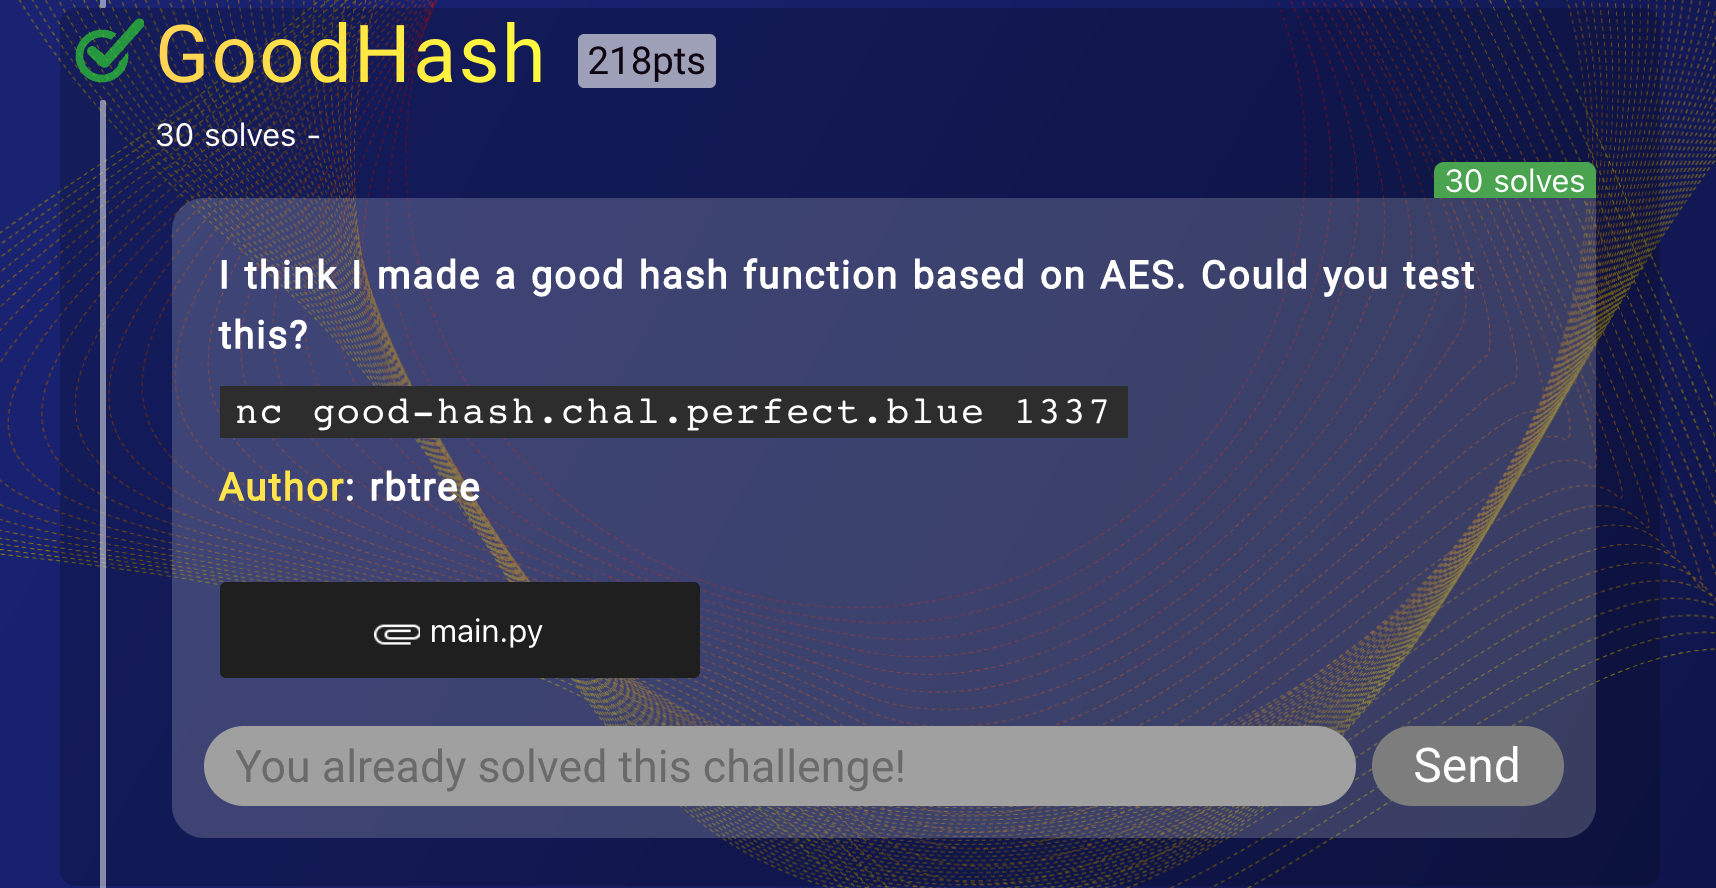 GoodHash 218pts
30 solves -
30 solves
I think I made a good hash function based on AES. Could you test
this?
nc good-hash.chal.perfect.blue 1337
Author: rbtree
main.py
You already solved this challenge!
Send